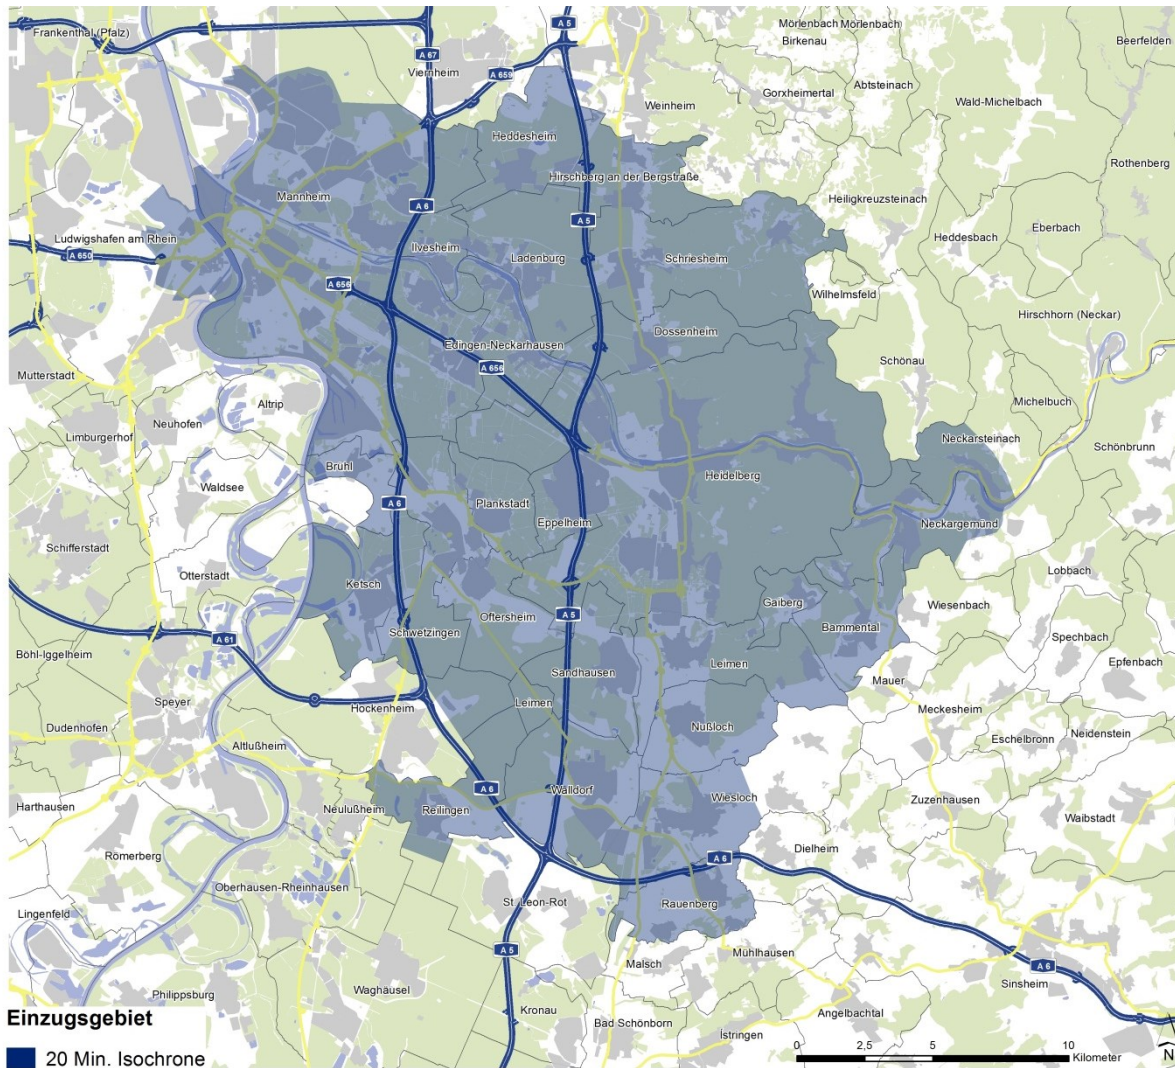 Frankenthal (Pfalz)
A 67
A 5
Mörlenbach Mörlenbach
Birkenau
Beerfelden
Viernheim
A 659
Weinheim
Gorxheimertal
Abtsteinach
Wald-Michelbach
Heddesheim
Rothenberg
Hirschberg an der Bergstraße
Mannheim
A 6
A 5
Heiligkreuzsteinach
Eberbach
Ludwigshafen am Rhein
A 650
Ilvesheim
Ladenburg
Schriesheim
Heddesbach
A 656
Wilhelmsfeld
Hirschhorn (Neckar)
Edingen-Neckarhausen
Dossenheim
A 656
Schönau
Mutterstadt
Altrip
Neuhofen
Limburgerhof
Michelbuch
Neckarsteinach
Schönbrunn
Brühl
Waldsee
Heidelberg
A 6
Plankstadt
Eppelheim
Neckargemünd
Schifferstadt
Otterstadt
Ketsch
Lobbach
Gaiberg
Wiesenbach
Oftersheim
A 5
Bammental
Schwetzingen
A 61
Spechbach
Böhl-Iggelheim
Sandhausen
Leimen
Epfenbach
Mauer
Speyer
Hockenheim
Leimen
Meckesheim
Dudenhofen
Nußloch
Neidenstein
Eschelbronn
Altlußheim
A 6
Walldorf
Wiesloch
Harthausen
Neulußheim
Reilingen
Zuzenhausen
Waibstadt
Dielheim
A 6
Römerberg
Oberhausen-Rheinhausen
St. Leon-Rot
Rauenberg
Lingenfeld
A 5
Mühlhausen
Malsch
A 6
Sinsheim
Philippsburg
Waghäusel
Kronau
Angelbachtal
Bad Schönborn
Östringen
Einzugsgebiet
20 Min. Isochrone
0 2,5 5 10
Kilometer
N